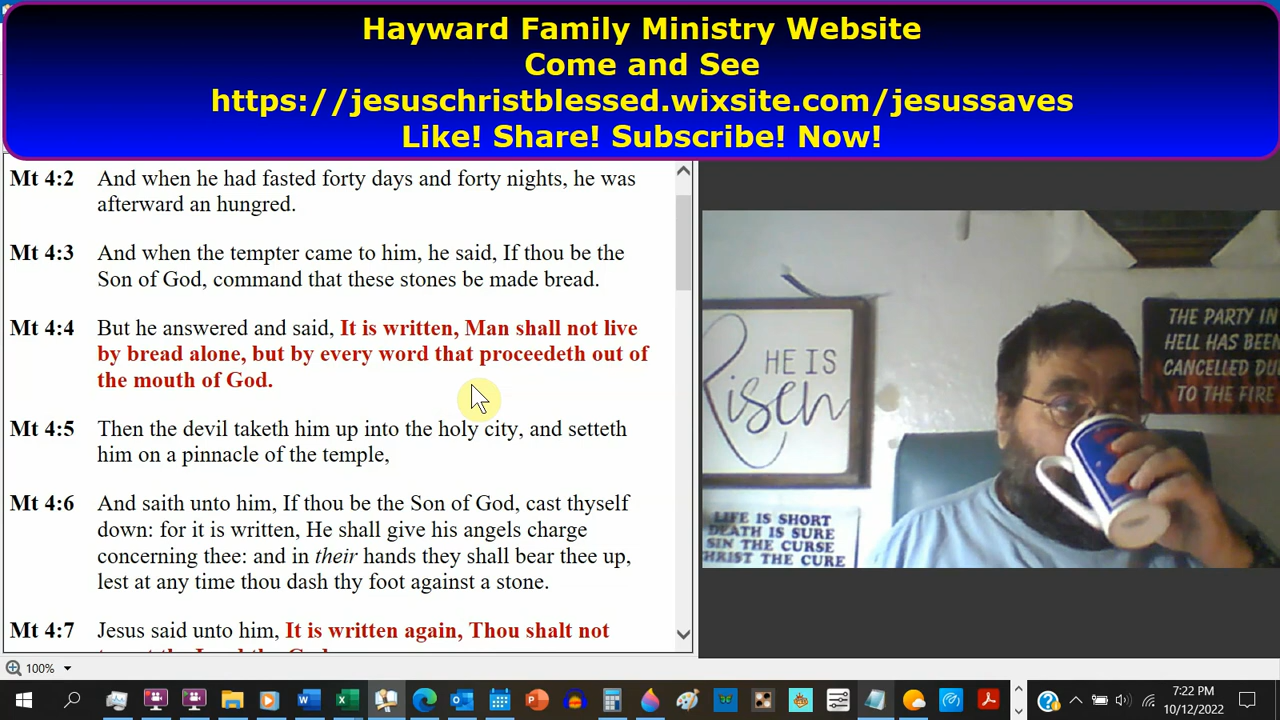 Hayward Family Ministry Website
Come and See
https://jesuschristblessed.wixsite.com/jesussaves
Like! Share! Subscribe! Now!
Mt 4:2 And when he had fasted forty days and forty nights, he was
afterward an hungred.
Mt 4:3 And when the tempter came to him, he said, If thou be the
Son of God, command that these stones be made bread.
Mt 4:4 But he answered and said, It is written, Man shall not live
by bread alone, but by every word that proceedeth out of
the mouth of God.
Mt 4:5 Then the devil taketh him up into the holy city, and setteth
him on a pinnacle of the temple,
Mt 4:6 And saith unto him, If thou be the Son of God, cast thyself
down: for it is written, He shall give his angels charge
concerning thee: and in their hands they shall bear thee up,
lest at any time thou dash thy foot against a stone.
Mt 4:7 Jesus said unto him, It is written again, Thou shalt not
HE IS
Risen
THE PARTY IN
HELL HAS BEEN
CANCELLED DU
TO THE FIRE
LIFE IS SHORT
DEATH IS SURE
SIN THE CURSE
CHRIST THE CURE
100%
7:22 PM
10/12/2022